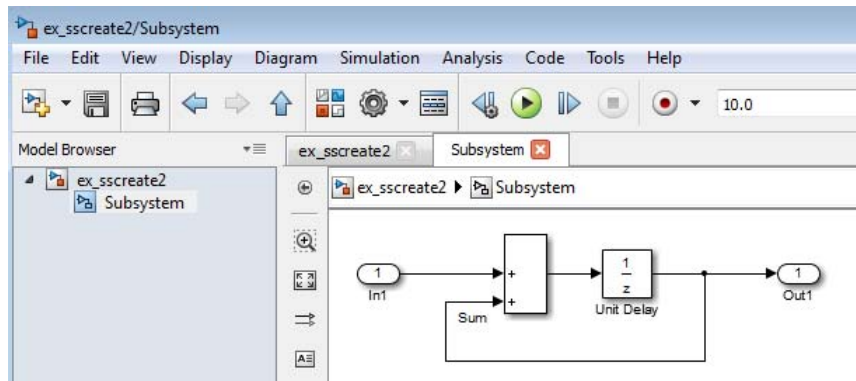 ex_sscreate2/Subsystem
File Edit View Display Diagram Simulation Analysis Code Tools Help
10.0
Model Browser
ex_sscreate2 Subsystem
ex_sscreate2
Subsystem
ex_sscreate2 Subsystem
A
1
In1
+
+
Sum
1
z
Unit Delay
1
Out1